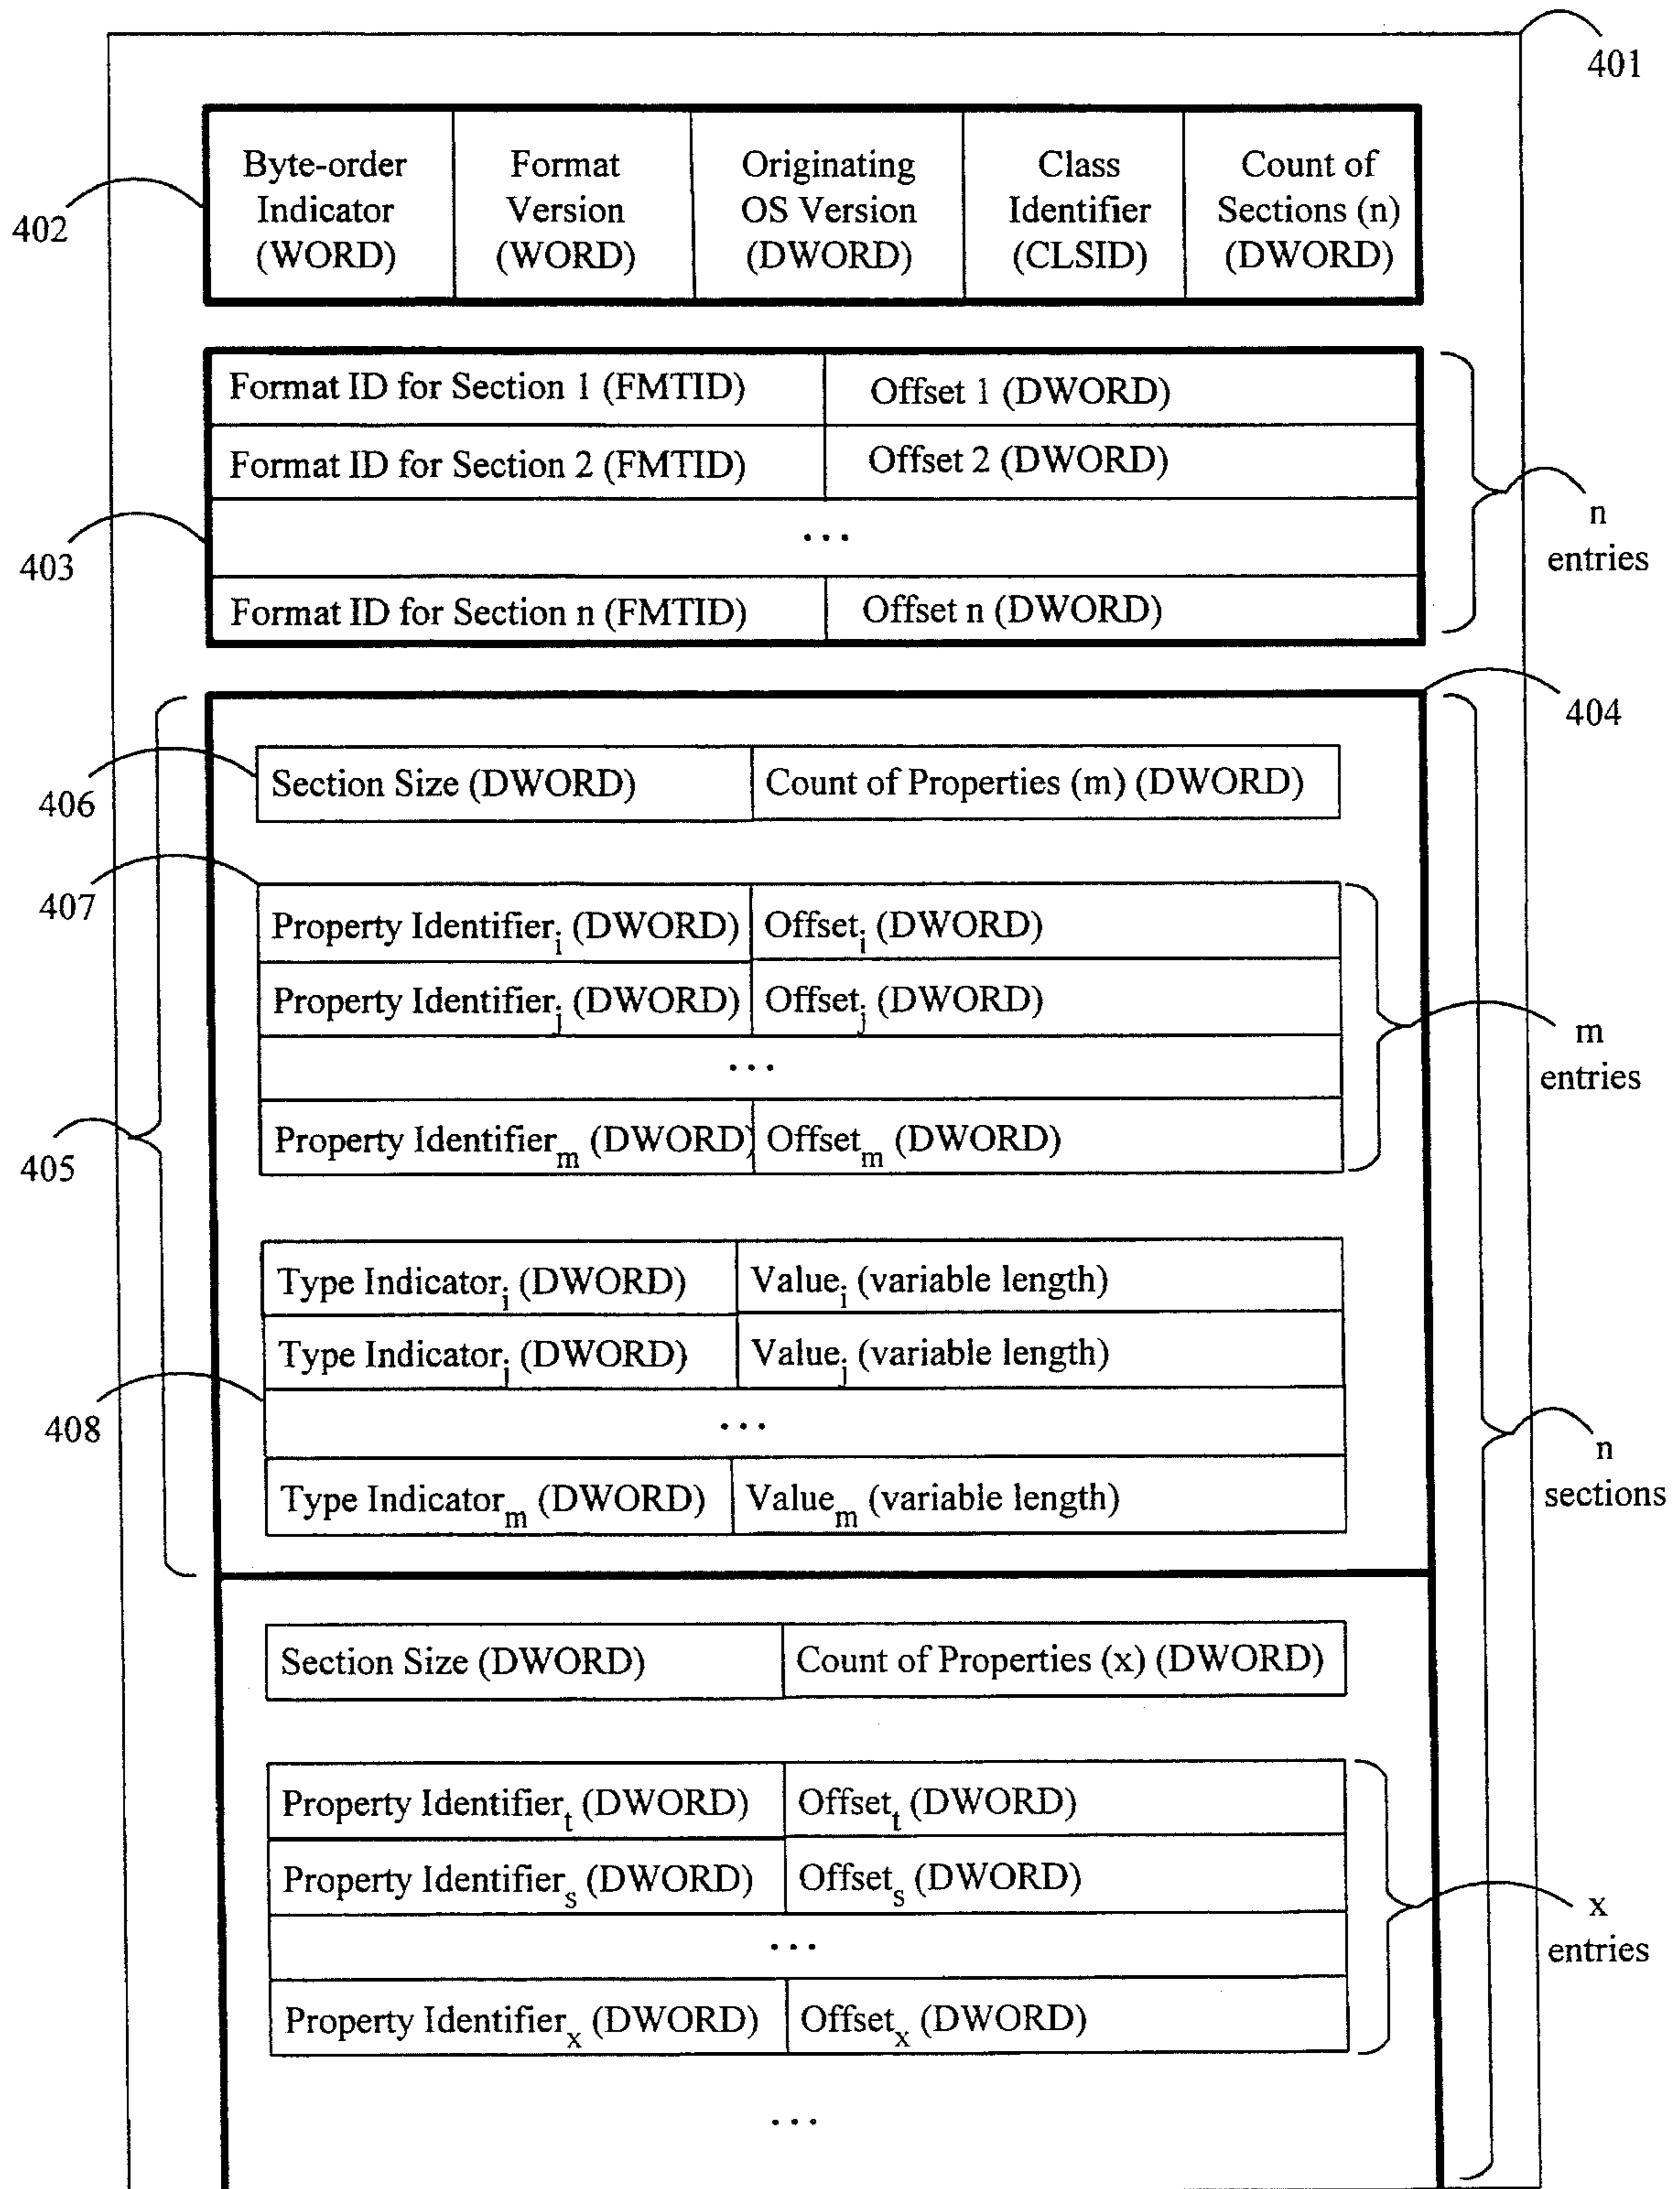 401
Byte-order Indicator (WORD)
Format Version (WORD)
Originating OS Version (DWORD)
Class Identifier (CLSID)
Count of Sections (n) (DWORD)
402
Format ID for Section 1 (FMTID) Offset 1 (DWORD)
Format ID for Section 2 (FMTID) Offset 2 (DWORD)
...
Format ID for Section n (FMTID) Offset n (DWORD)
403
n
entries
404
Section Size (DWORD) Count of Properties (m) (DWORD)
406
407
Property Identifieri (DWORD) Offseti (DWORD)
Property Identifierj (DWORD) Offsetj (DWORD)
...
Property Identifierm (DWORD) Offsetm (DWORD)
m
entries
405
Type Indicatori (DWORD) Valuei (variable length)
Type Indicatorj (DWORD) Valuej (variable length)
...
Type Indicatorm (DWORD) Valuem (variable length)
408
n
sections
Section Size (DWORD) Count of Properties (x) (DWORD)
Property Identifiert (DWORD) Offsett (DWORD)
Property Identifiers (DWORD) Offsets (DWORD)
...
Property Identifierx (DWORD) Offsetx (DWORD)
x
entries
...